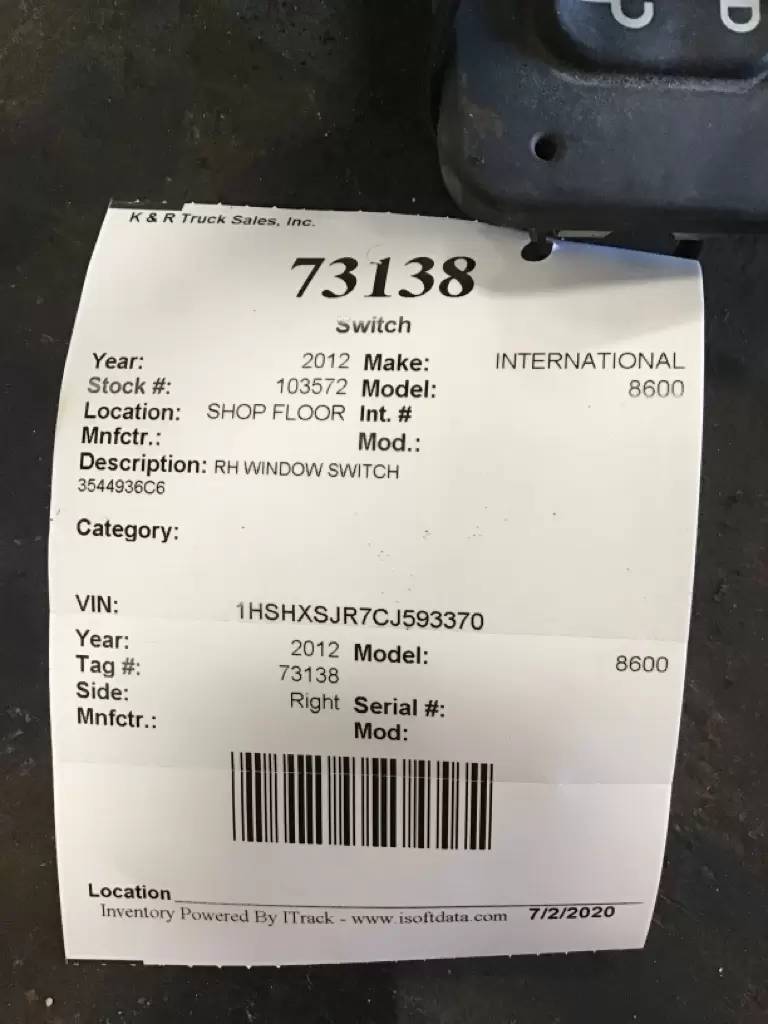 K & R Truck Sales, Inc.
73138
Switch
Year: 2012 Make: INTERNATIONAL
Stock #: 103572 Model: 8600
Location: SHOP FLOOR Int. #
Mnfctr.: Mod.:
Description: RH WINDOW SWITCH
3544936C6
Category:
VIN: 1HSHXSJR7CJ593370
Year: 2012 Model: 8600
Tag #: 73138
Side: Right Serial #:
Mnfctr.: Mod:
Location
Inventory Powered By ITrack - www.isoftdata.com 7/2/2020